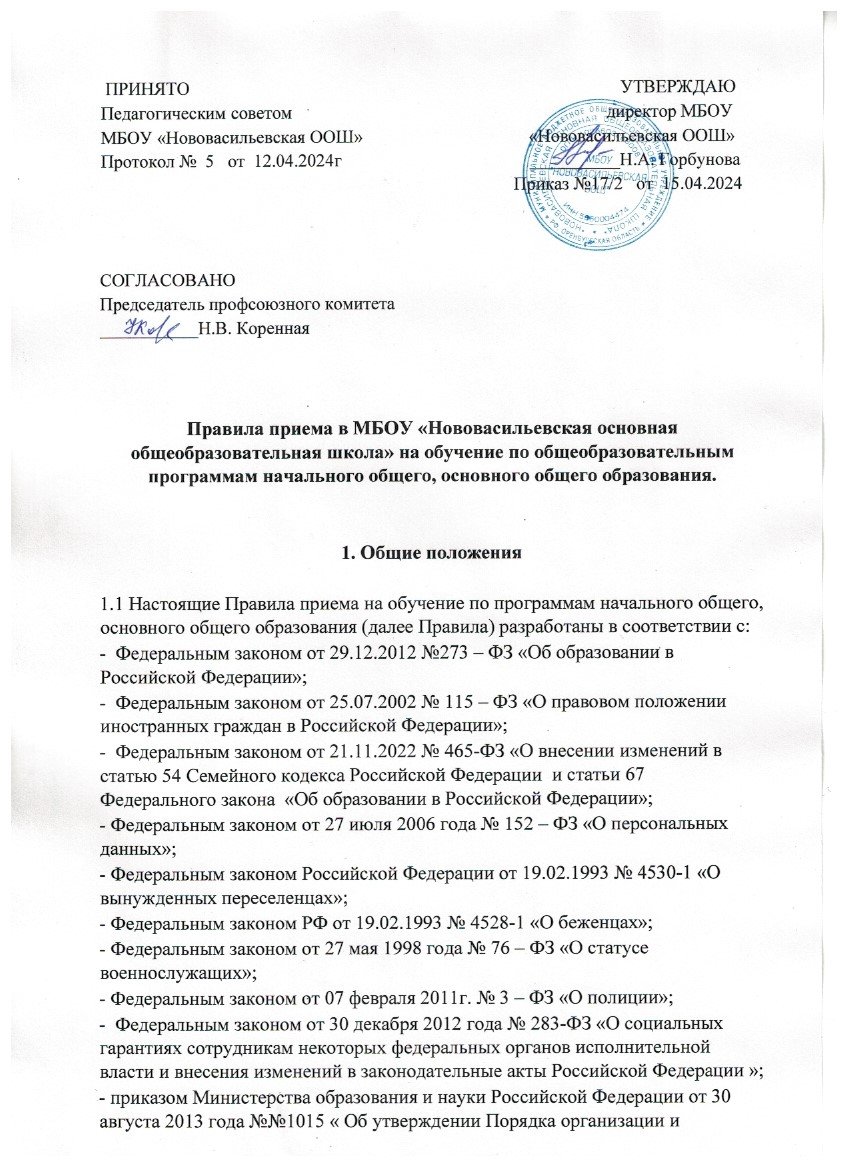 ПРИНЯТО
Педагогическим советом
МБОУ «Нововасильевская ООШ»
Протокол № 5 от 12.04.2024г
УТВЕРЖДАЮ
директор МБОУ
«Нововасильевская ООШ»
Н.А. Горбунова
Приказ №17/2 от 15.04.2024
МБОУ
"НОВОВАСИЛЬЕВСКАЯ
ООШ"
СОГЛАСОВАНО
Председатель профсоюзного комитета
___________Н.В. Коренная
Правила приема в МБОУ «Нововасильевская основная
общеобразовательная школа» на обучение по общеобразовательным
программам начального общего, основного общего образования.
1. Общие положения
1.1 Настоящие Правила приема на обучение по программам начального общего,
основного общего образования (далее Правила) разработаны в соответствии с:
- Федеральным законом от 29.12.2012 №273 – ФЗ «Об образовании в
Российской Федерации»;
- Федеральным законом от 25.07.2002 № 115 – ФЗ «О правовом положении
иностранных граждан в Российской Федерации»;
- Федеральным законом от 21.11.2022 № 465-ФЗ «О внесении изменений в
статью 54 Семейного кодекса Российской Федерации и статьи 67
Федерального закона «Об образовании в Российской Федерации»;
- Федеральным законом от 27 июля 2006 года № 152 – ФЗ «О персональных
данных»;
- Федеральным законом Российской Федерации от 19.02.1993 № 4530-1 «О
вынужденных переселенцах»;
- Федеральным законом РФ от 19.02.1993 № 4528-1 «О беженцах»;
- Федеральным законом от 27 мая 1998 года № 76 – ФЗ «О статусе
военнослужащих»;
- Федеральным законом от 07 февраля 2011г. № 3 – ФЗ «О полиции»;
- Федеральным законом от 30 декабря 2012 года № 283-ФЗ «О социальных
гарантиях сотрудникам некоторых федеральных органов исполнительной
власти и внесения изменений в законодательные акты Российской Федерации »;
- приказом Министерства образования и науки Российской Федерации от 30
августа 2013 года №№1015 « Об утверждении Порядка организации и